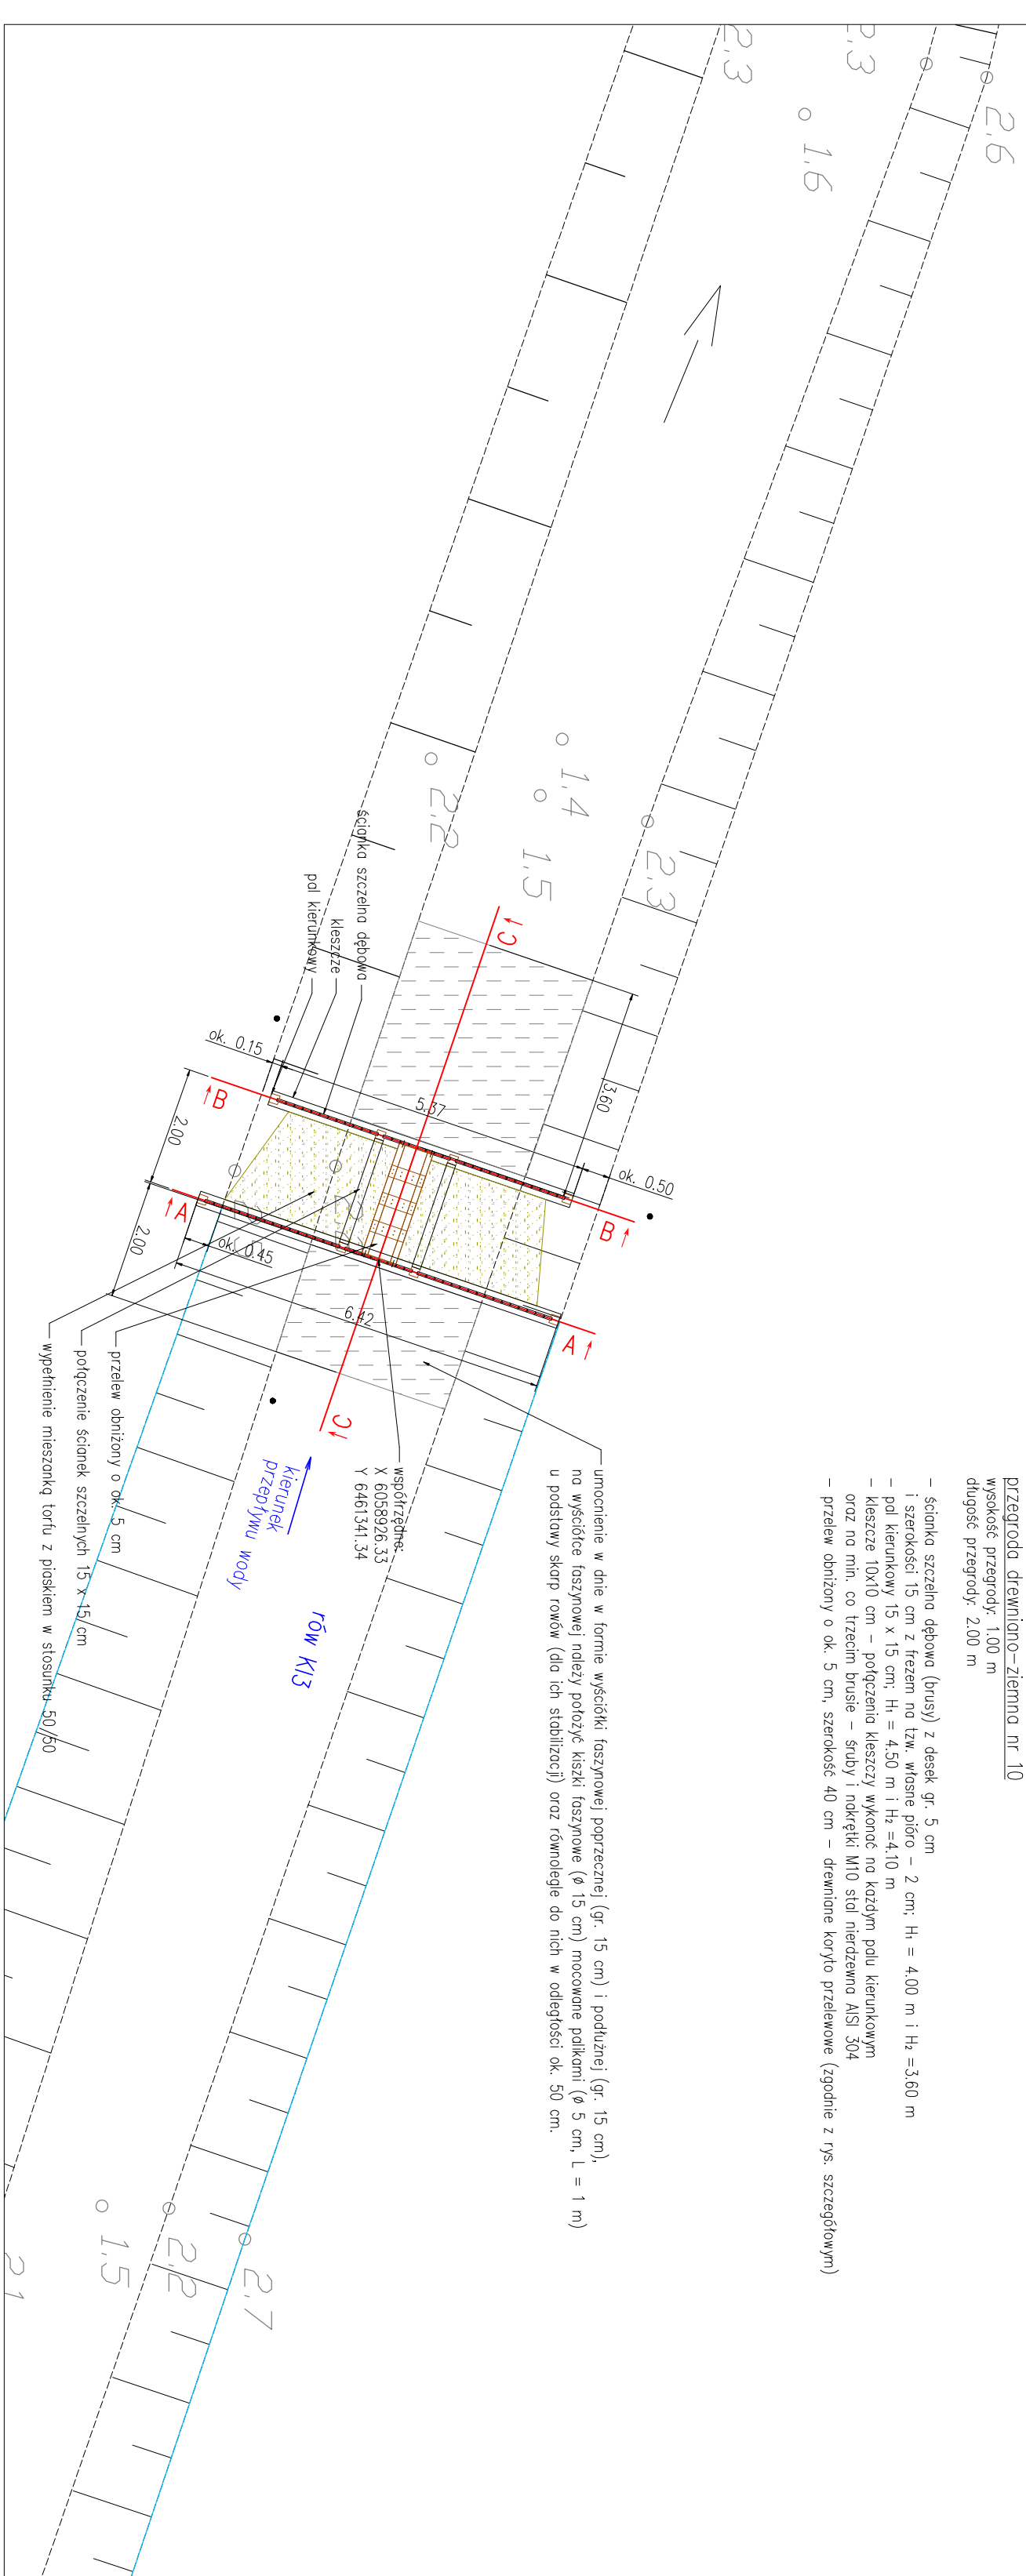 przegroda drewniano-ziemna nr 10
wysokość przegrody: 1.00 m
długość przegrody: 2.00 m
- ścianka szczelna dębowa (brusy) z desek gr. 5 cm
i szerokości 15 cm z frezem na tzw. własne pióro - 2 cm; H₁ = 4.00 m i H₂ =3.60 m
- pal kierunkowy 15 x 15 cm; H₁ = 4.50 m i H₂ =4.10 m
- kleszcze 10x10 cm - połączenia kleszczy wykonać na każdym palu kierunkowym
oraz na min. co trzecim brusie - śruby i nakrętki M10 stal nierdzewna AISI 304
- przelew obniżony o ok. 5 cm, szerokość 40 cm - drewniane koryto przelewowe (zgodnie z rys. szczegółowym)
umocnienie w dnie w formie wyściółki faszynowej poprzecznej (gr. 15 cm) i podłużnej (gr. 15 cm),
na wyściółce faszynowej należy położyć kiszki faszynowe (ø 15 cm) mocowane palikami (ø 5 cm, L = 1 m)
u podstawy skarp rowów (dla ich stabilizacji) oraz równolegle do nich w odległości ok. 50 cm.
współrzędne:
X 6058926.33
Y 6461341.34
rów K13
kierunek
przepływu wody
ścianka szczelna dębowa
kleszcze
pal kierunkowy
przelew obniżony o ok. 5 cm
połączenie ścianek szczelnych 15 x 15 cm
wypełnienie mieszanką torfu z piaskiem w stosunku 50/50
2.6
2.3
2.3
1.6
2.3
1.4
1.5
2.2
C
C
B
B
A
A
3.60
5.37
ok. 0.50
ok. 0.15
2.00
2.00
ok. 0.45
6.42
2.7
2.2
1.5
2.1